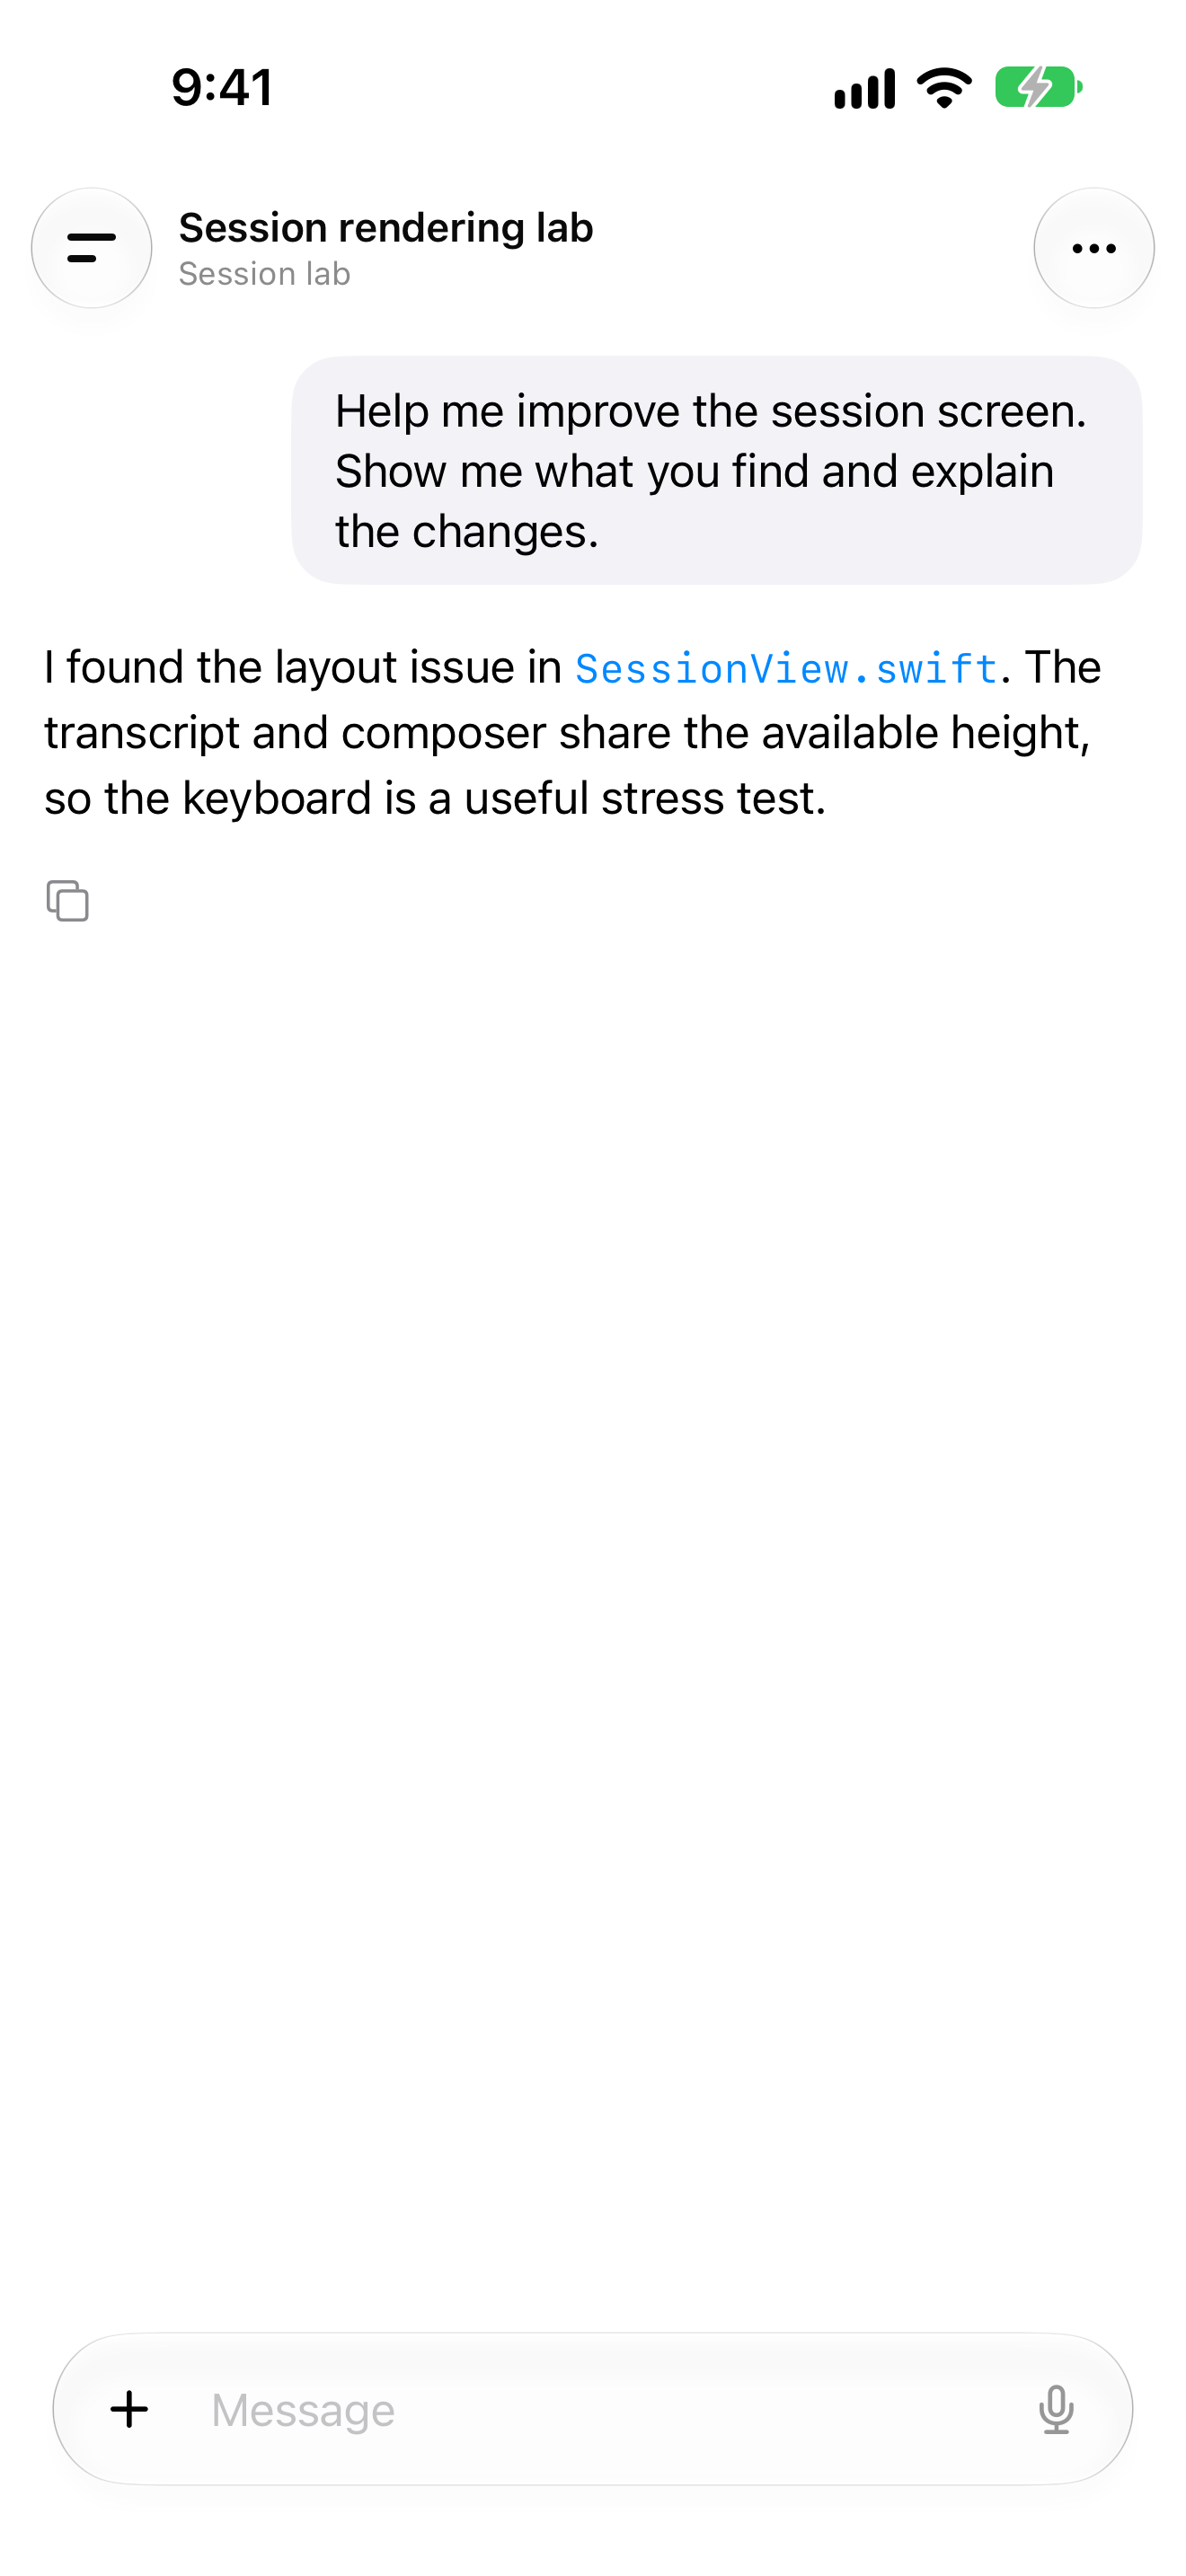 9:41
Session rendering lab
Session lab
Help me improve the session screen.
Show me what you find and explain
the changes.
I found the layout issue in SessionView.swift. The
transcript and composer share the available height,
so the keyboard is a useful stress test.
Message